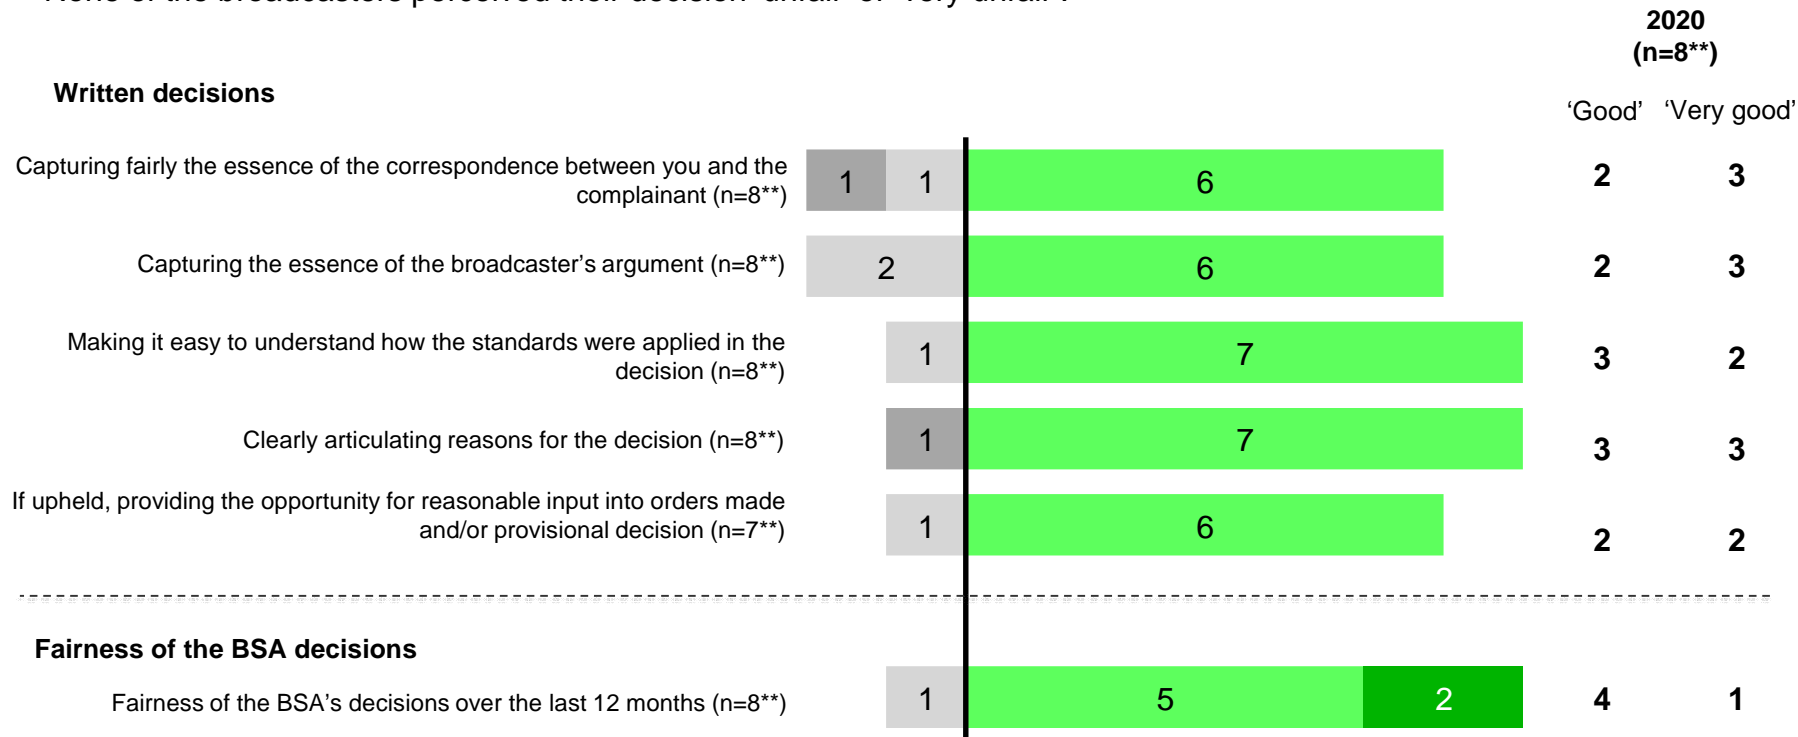 2020
(n=8**)
Written decisions
‘Good’ ‘Very good’
Capturing fairly the essence of the correspondence between you and the
complainant (n=8**)
1 1 6 2 3
Capturing the essence of the broadcaster’s argument (n=8**) 2 6 2 3
Making it easy to understand how the standards were applied in the
decision (n=8**)
1 7 3 2
Clearly articulating reasons for the decision (n=8**) 1 7 3 3
If upheld, providing the opportunity for reasonable input into orders made
and/or provisional decision (n=7**)
1 6 2 2
Fairness of the BSA decisions
Fairness of the BSA’s decisions over the last 12 months (n=8**) 1 5 2 4 1